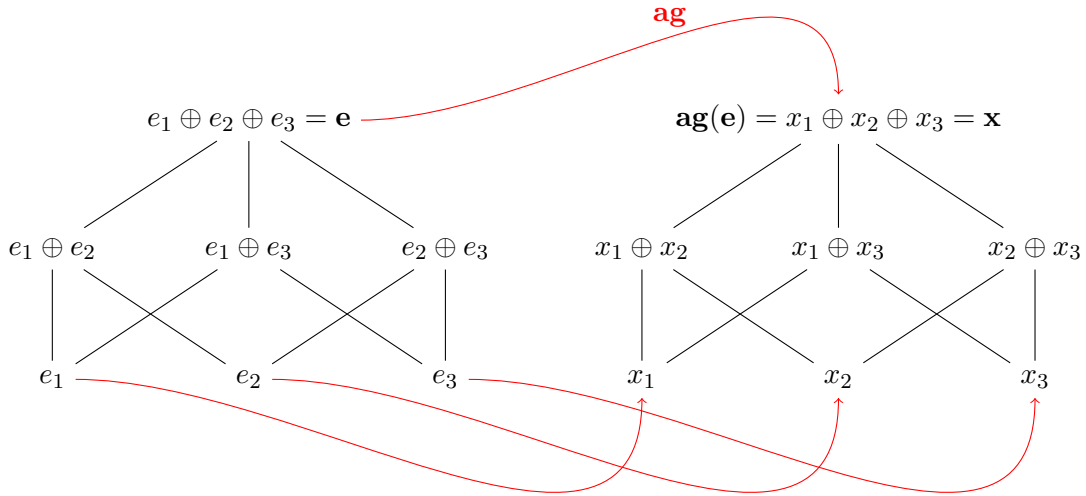 ag
e₁ ⊕ e₂ ⊕ e₃ = e ag(e) = x₁ ⊕ x₂ ⊕ x₃ = x
e₁ ⊕ e₂ e₁ ⊕ e₃ e₂ ⊕ e₃ x₁ ⊕ x₂ x₁ ⊕ x₃ x₂ ⊕ x₃
e₁ e₂ e₃ x₁ x₂ x₃